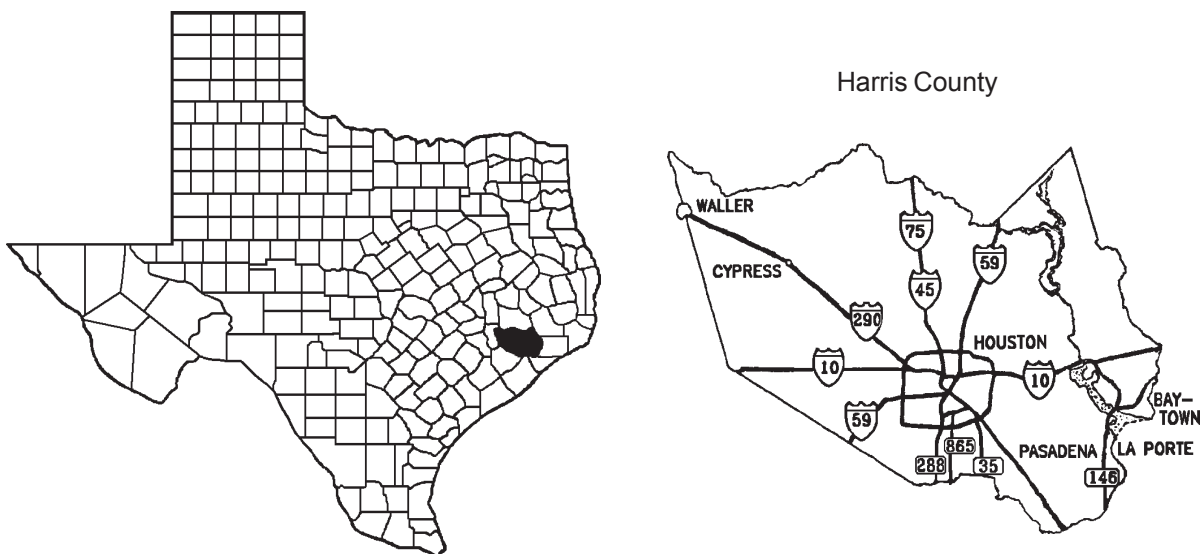 Harris County
WALLER
75
59
CYPRESS
45
290
HOUSTON
10
10
59
BAY-
TOWN
865
PASADENA
LA PORTE
288
35
146